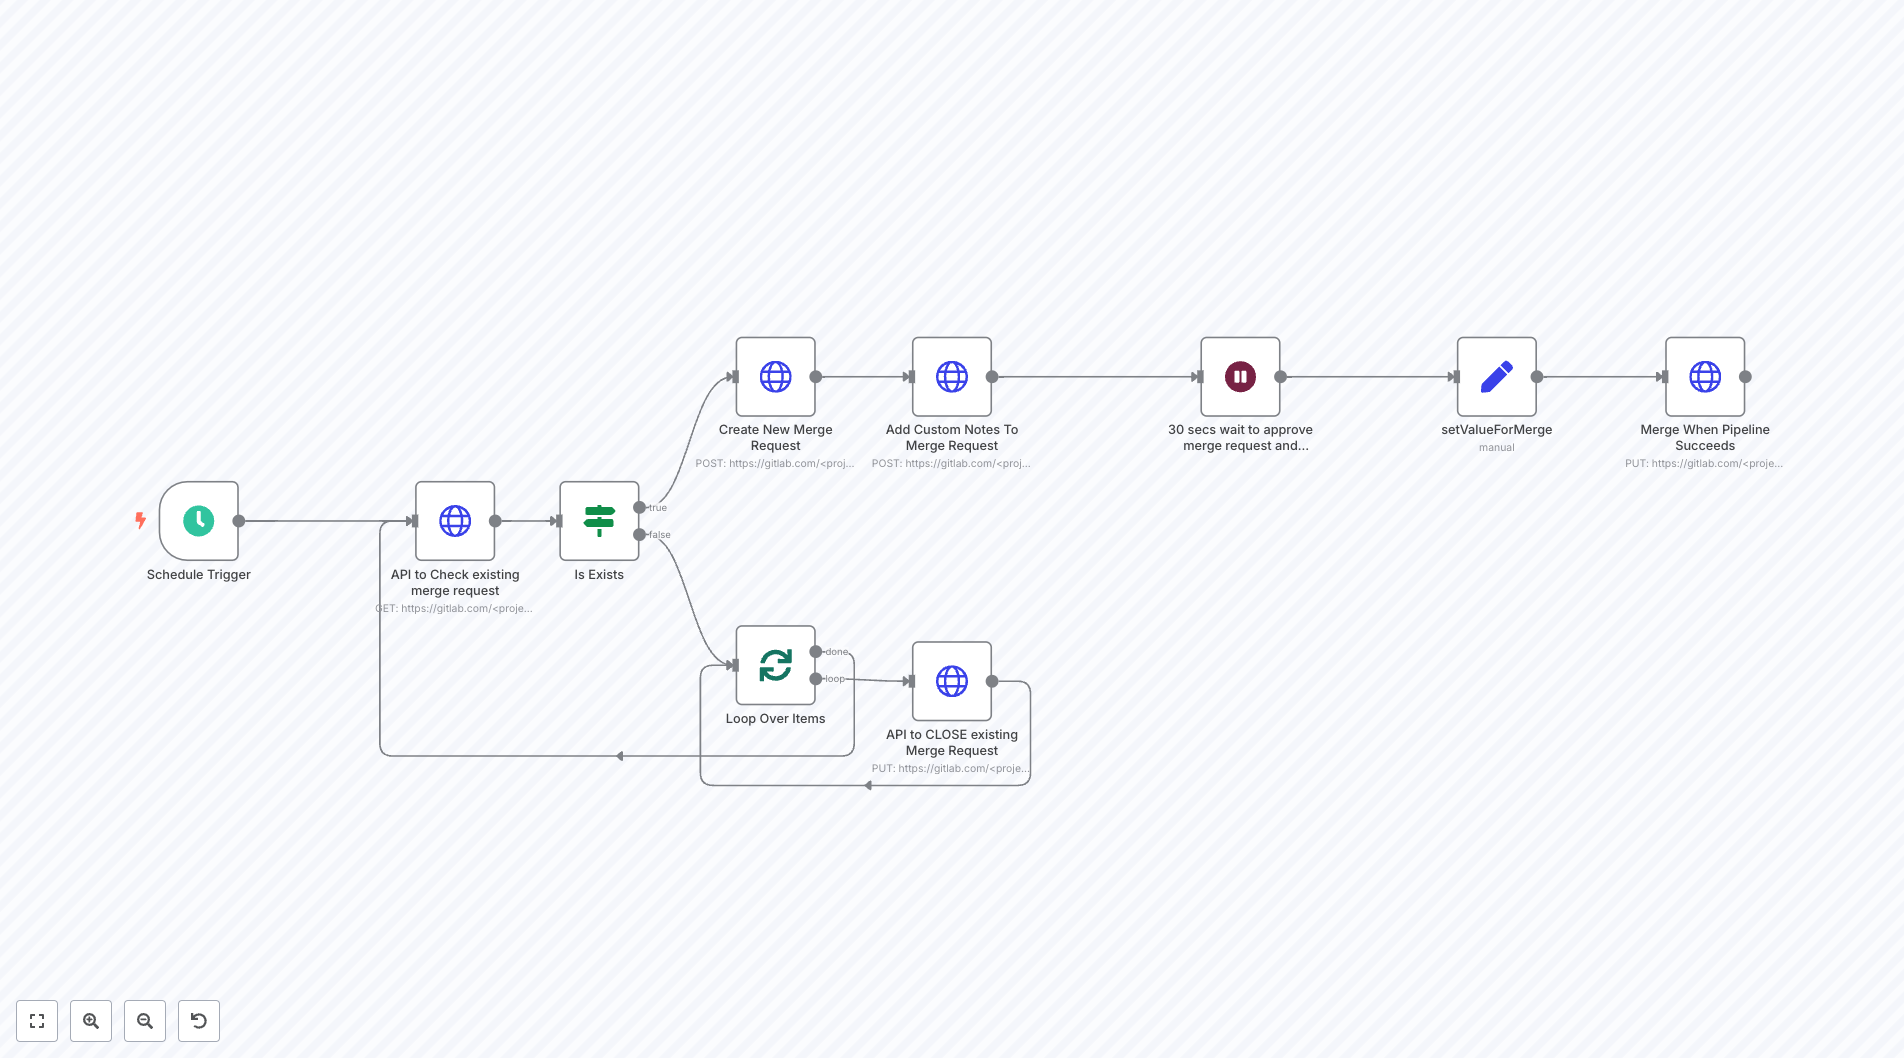 Create New Merge
Request
POST: https://gitlab.com/<proj...
Add Custom Notes To
Merge Request
POST: https://gitlab.com/<proj...
30 secs wait to approve
merge request and...
setValueForMerge
manual
Merge When Pipeline
Succeeds
PUT: https://gitlab.com/<proje...
Schedule Trigger
API to Check existing
merge request
GET: https://gitlab.com/<proje...
true
false
Is Exists
done
loop
Loop Over Items
API to CLOSE existing
Merge Request
PUT: https://gitlab.com/<proje...